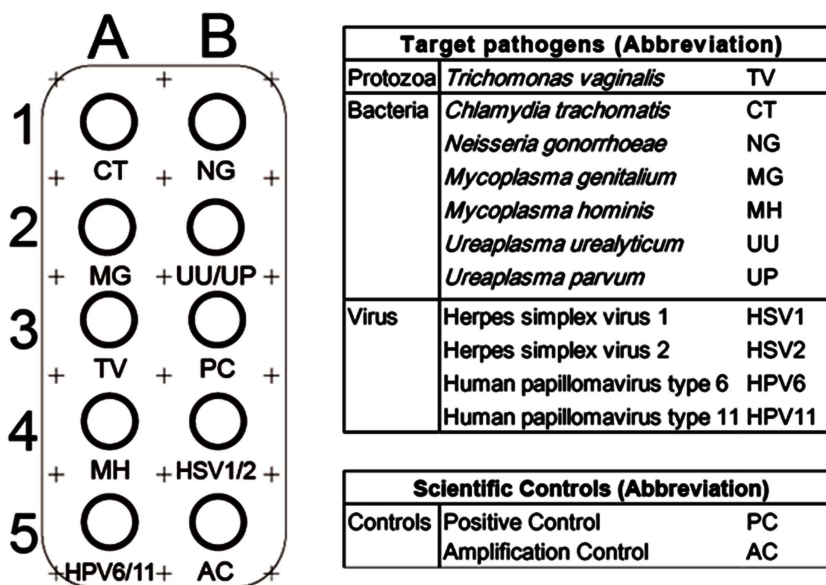 A B
1
CT NG
2
MG UU/UP
3
TV PC
4
MH HSV1/2
5
HPV6/11 AC
Target pathogens (Abbreviation)
Protozoa Trichomonas vaginalis TV
Bacteria Chlamydia trachomatis CT
Neisseria gonorrhoeae NG
Mycoplasma genitalium MG
Mycoplasma hominis MH
Ureaplasma urealyticum UU
Ureaplasma parvum UP
Virus Herpes simplex virus 1 HSV1
Herpes simplex virus 2 HSV2
Human papillomavirus type 6 HPV6
Human papillomavirus type 11 HPV11
Scientific Controls (Abbreviation)
Controls Positive Control PC
Amplification Control AC